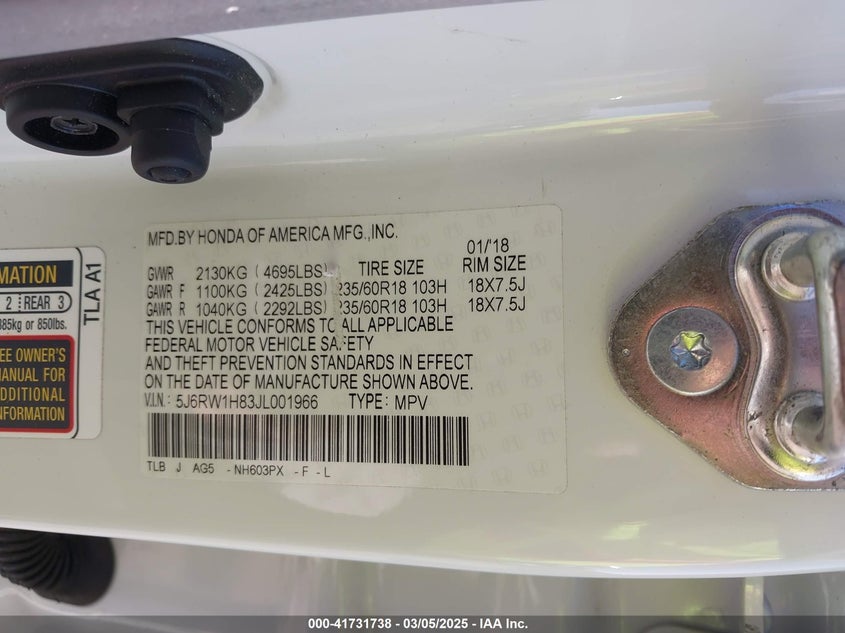 MFD.BY HONDA OF AMERICA MFG.,INC.
01/'18
GVWR 2130KG ( 4695LBS) TIRE SIZE RIM SIZE
GAWR F 1100KG ( 2425LBS) 235/60R18 103H 18X7.5J
GAWR R 1040KG ( 2292LBS) 235/60R18 103H 18X7.5J
THIS VEHICLE CONFORMS TO ALL APPLICABLE
FEDERAL MOTOR VEHICLE SAFETY
AND THEFT PREVENTION STANDARDS IN EFFECT
ON THE DATE OF MANUFACTURE SHOWN ABOVE.
V.I.N.: 5J6RW1H83JL001966 TYPE: MPV
TLB J AG5 -NH603PX -F -L
MATION
2 REAR 3
385kg or 850lbs.
EE OWNER'S
MANUAL FOR
ADDITIONAL
INFORMATION
TLA A1
000-41731738 - 03/05/2025 - IAA Inc.